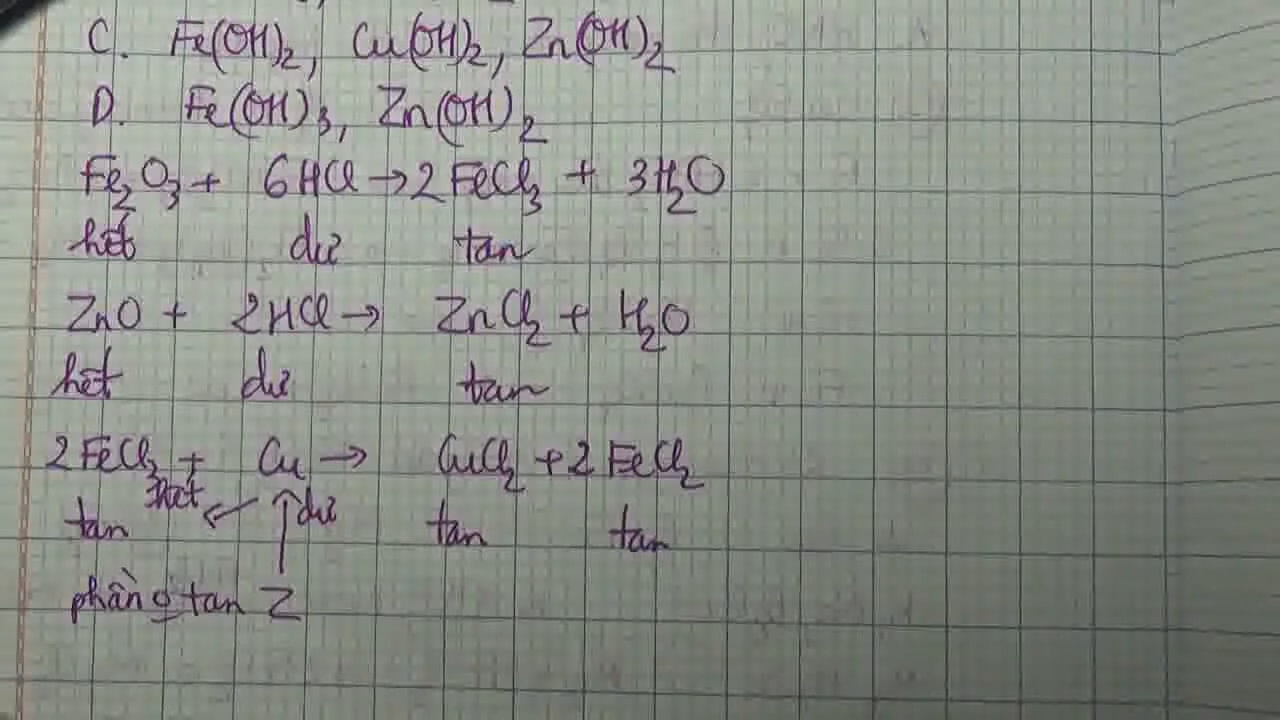 C. Fe(OH)₂, Cu(OH)₂, Zn(OH)₂
D. Fe(OH)₃, Zn(OH)₂
Fe₂O₃ + 6HCl → 2FeCl₃ + 3H₂O
hết dư tan
ZnO + 2HCl → ZnCl₂ + H₂O
hết dư tan
2FeCl₃ + Cu → CuCl₂ + 2FeCl₂
hết ← ↑ dư
tan tan tan
phần o tan Z